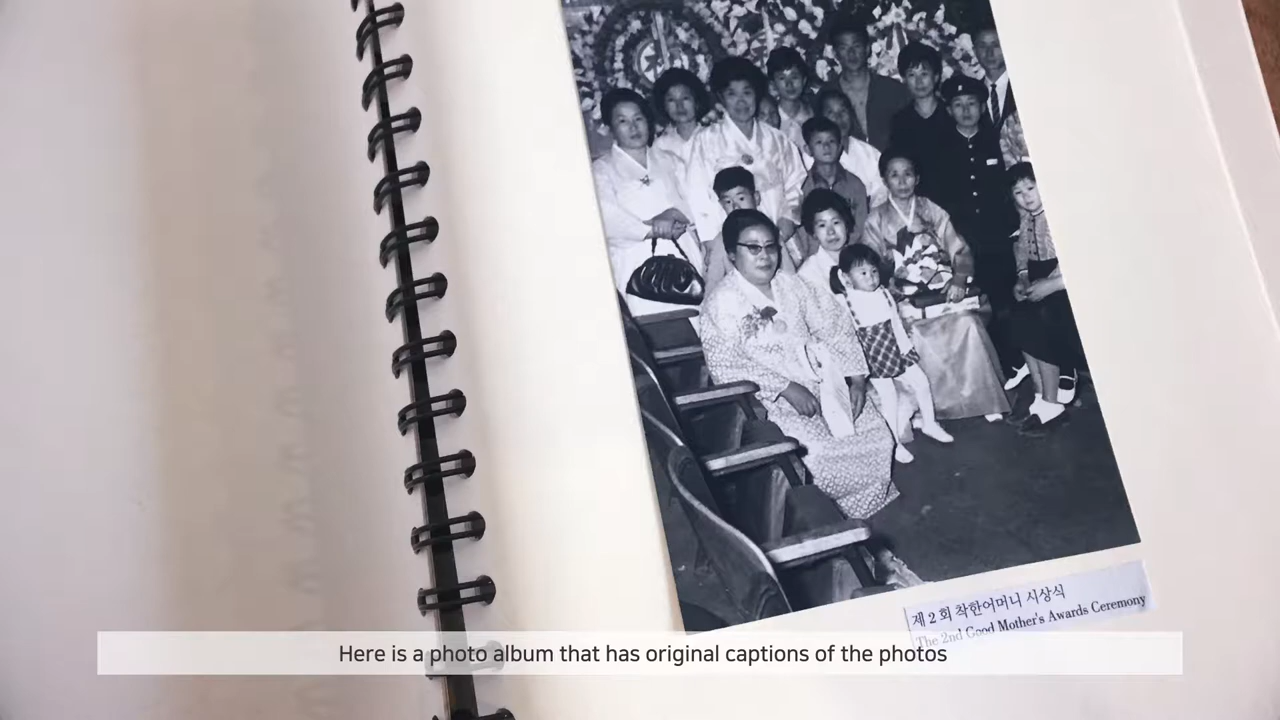 제 2 회 착한어머니 시상식
The 2nd Good Mother's Awards Ceremony
Here is a photo album that has original captions of the photos